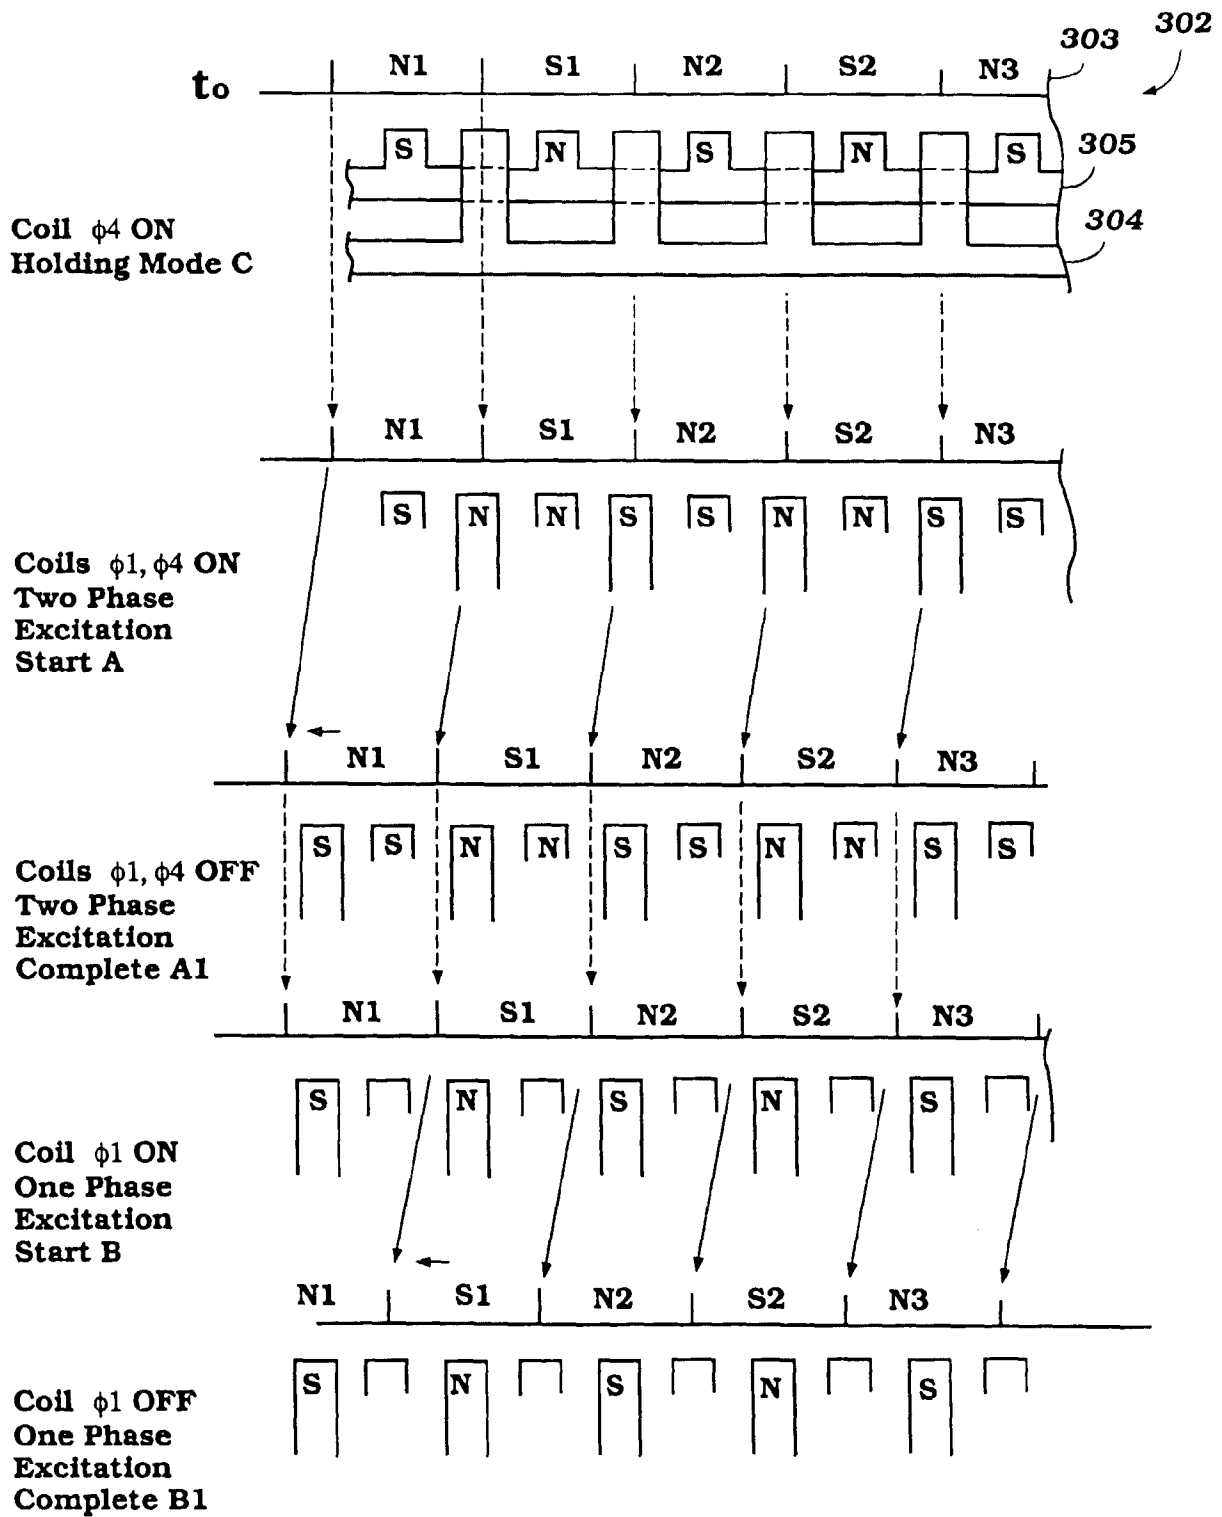 302
303
t₀ N1 S1 N2 S2 N3
S N S N S
305
304
Coil ϕ4 ON
Holding Mode C
N1 S1 N2 S2 N3
S N N S S N N S S
Coils ϕ1, ϕ4 ON
Two Phase
Excitation
Start A
N1 S1 N2 S2 N3
S S N N S S N N S S
Coils ϕ1, ϕ4 OFF
Two Phase
Excitation
Complete A1
N1 S1 N2 S2 N3
S N S N S
Coil ϕ1 ON
One Phase
Excitation
Start B
N1 S1 N2 S2 N3
S N S N S
Coil ϕ1 OFF
One Phase
Excitation
Complete B1